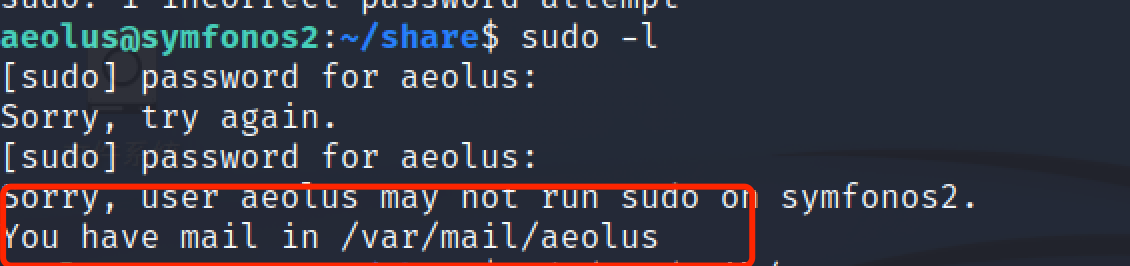 sudo: 1 incorrect password attempt
aeolus@symfonos2:~/share$ sudo -l
[sudo] password for aeolus:
Sorry, try again.
[sudo] password for aeolus:
Sorry, user aeolus may not run sudo on symfonos2.
You have mail in /var/mail/aeolus